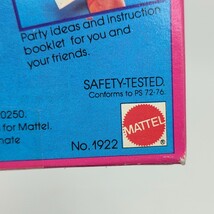 Party ideas and instruction
booklet for you and
your friends.
SAFETY-TESTED.
Conforms to PS 72-76.
0250.
for Mattel.
mate
No. 1922
MATTEL
®